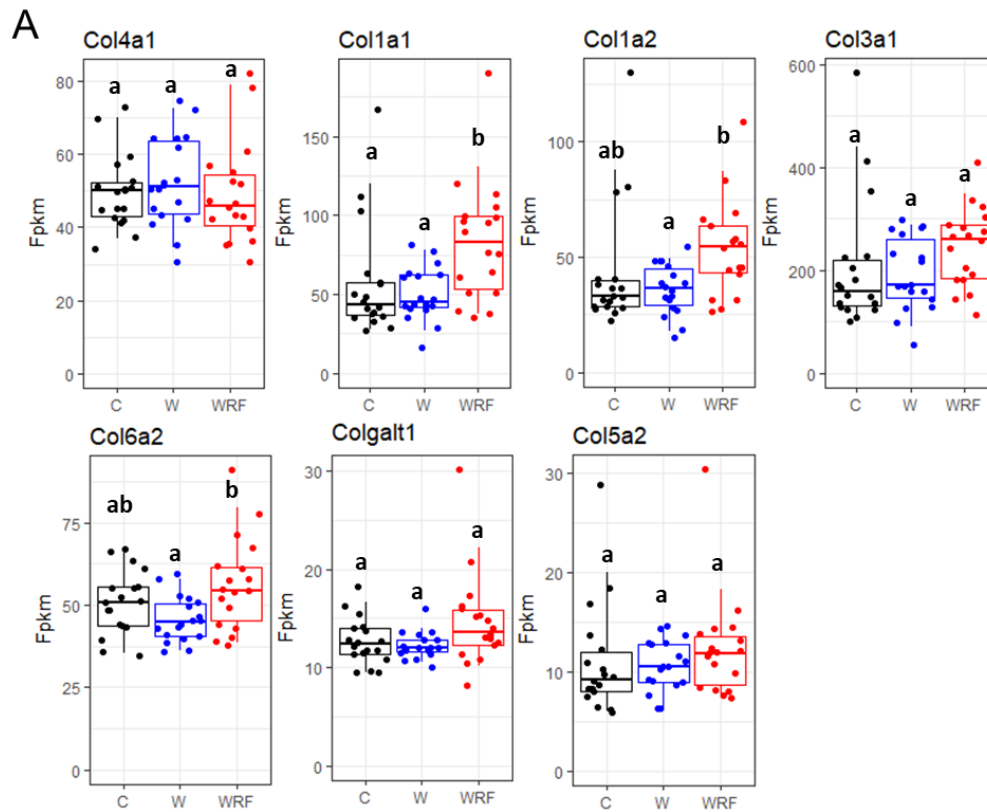 A
Col4a1
Col1a1
Col1a2
Col3a1
80
60
40
20
0
Fpkm
a a a
C W WRF
150
100
50
0
Fpkm
a a b
C W WRF
100
50
0
Fpkm
ab a b
C W WRF
600
400
200
0
Fpkm
a a a
C W WRF
Col6a2
Colgalt1
Col5a2
75
50
25
0
Fpkm
ab a b
C W WRF
30
20
10
0
Fpkm
a a a
C W WRF
30
20
10
0
Fpkm
a a a
C W WRF